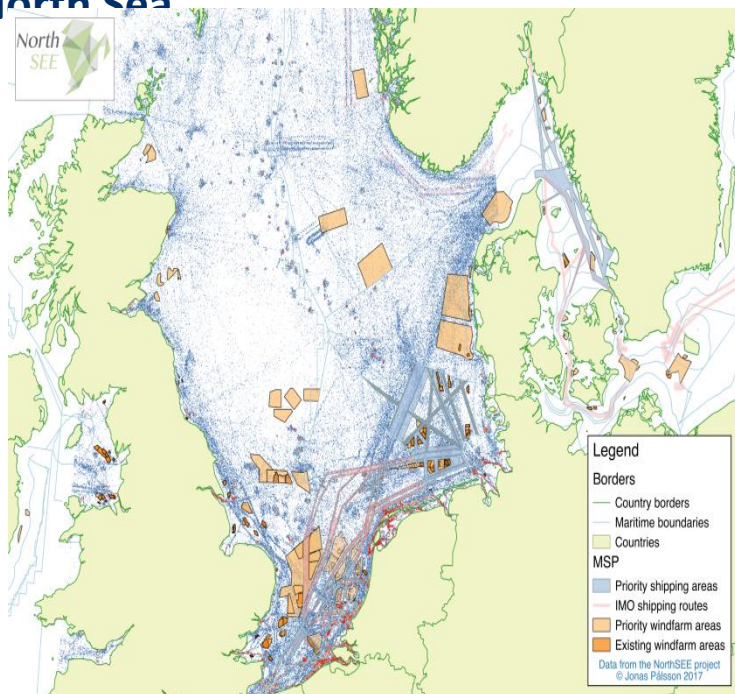 North Sea
North
SEE
Legend
Borders
Country borders
Maritime boundaries
Countries
MSP
Priority shipping areas
IMO shipping routes
Priority windfarm areas
Existing windfarm areas
Data from the NorthSEE project
© Jonas Pålsson 2017